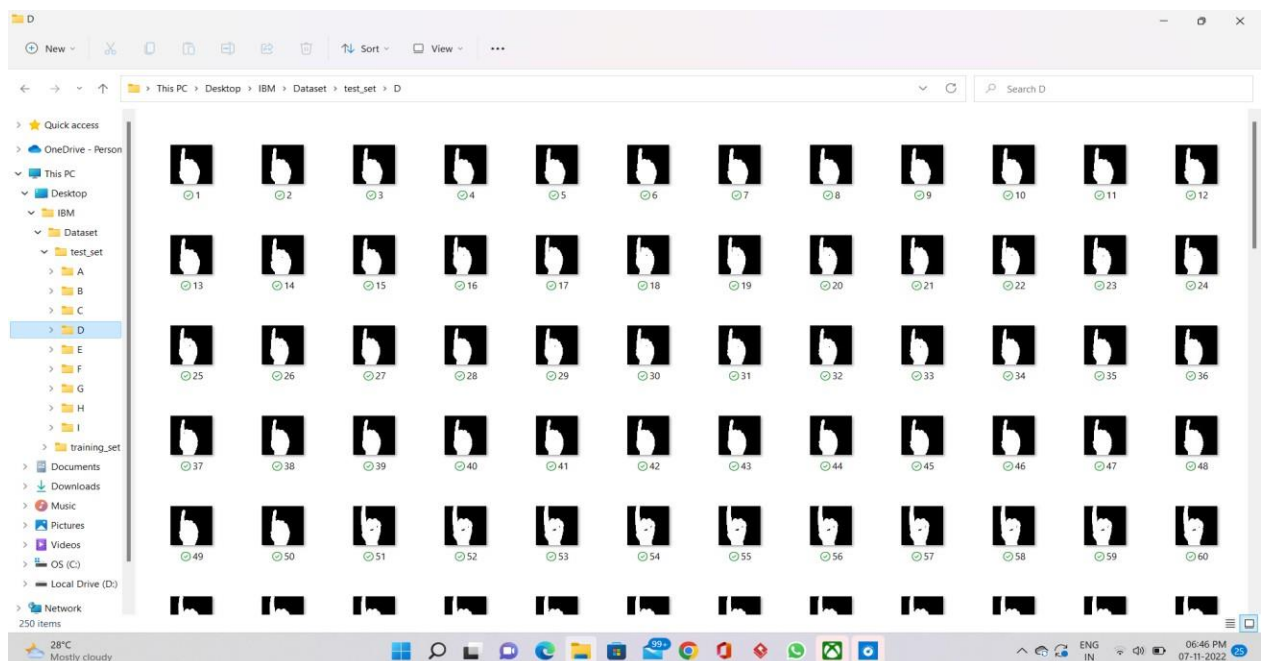 D
New Sort View ...
This PC > Desktop > IBM > Dataset > test_set > D Search D
Quick access
OneDrive - Person
This PC
Desktop
IBM
Dataset
test_set
A
B
C
D
E
F
G
H
I
training_set
Documents
Downloads
Music
Pictures
Videos
OS (C:)
Local Drive (D:)
Network
1 2 3 4 5 6 7 8 9 10 11 12
13 14 15 16 17 18 19 20 21 22 23 24
25 26 27 28 29 30 31 32 33 34 35 36
37 38 39 40 41 42 43 44 45 46 47 48
49 50 51 52 53 54 55 56 57 58 59 60
250 items
28°C
Mostly cloudy
99+
ENG
IN
06:46 PM
07-11-2022
25